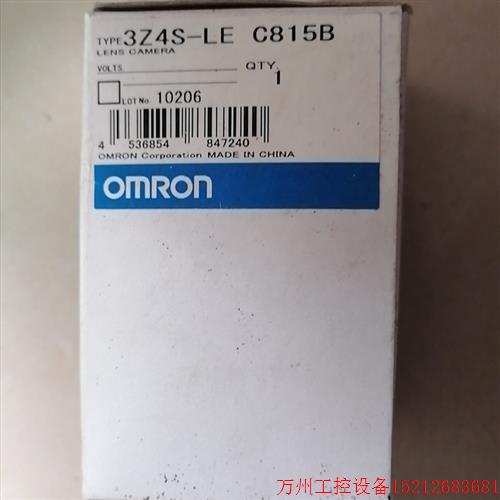 TYPE 3Z4S-LE C815B
LENS CAMERA
VOLTS. QTY.
1
LOT No. 10206
4 536854 847240
OMRON Corporation MADE IN CHINA
OMRON
万州工控设备15212683681